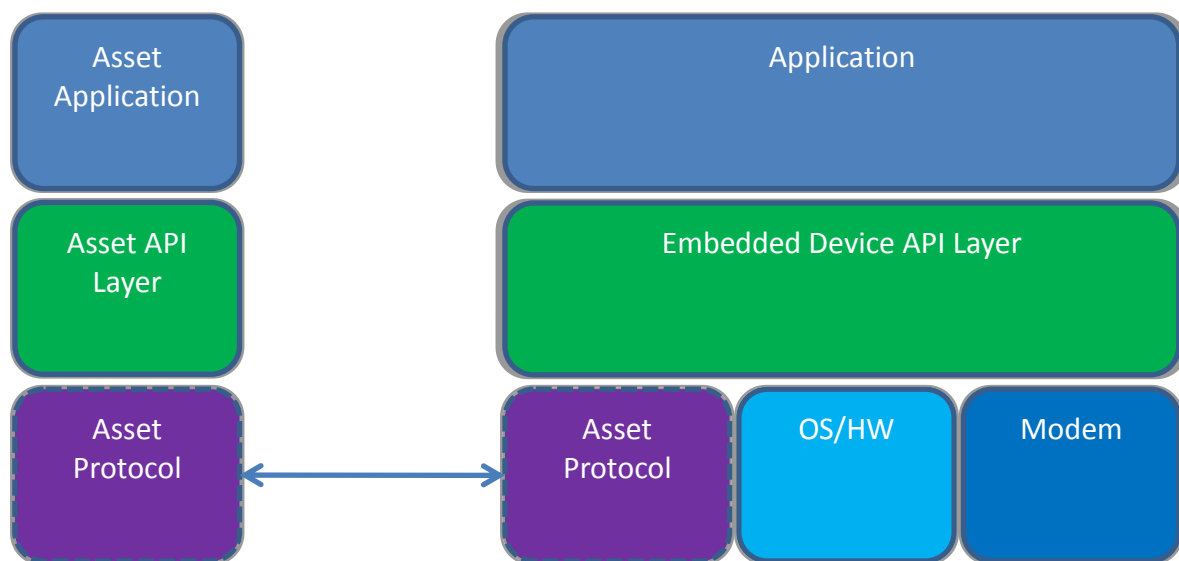 Asset
Application
Application
Asset API
Layer
Embedded Device API Layer
Asset
Protocol
Asset
Protocol
OS/HW
Modem